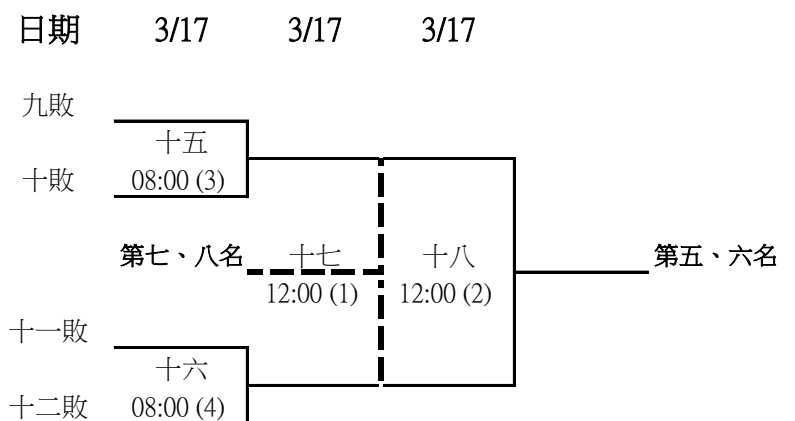 日期 3/17 3/17 3/17
九敗
十五
十敗 08:00 (3)
第七、八名 十七 十八 第五、六名
12:00 (1) 12:00 (2)
十一敗
十六
十二敗 08:00 (4)